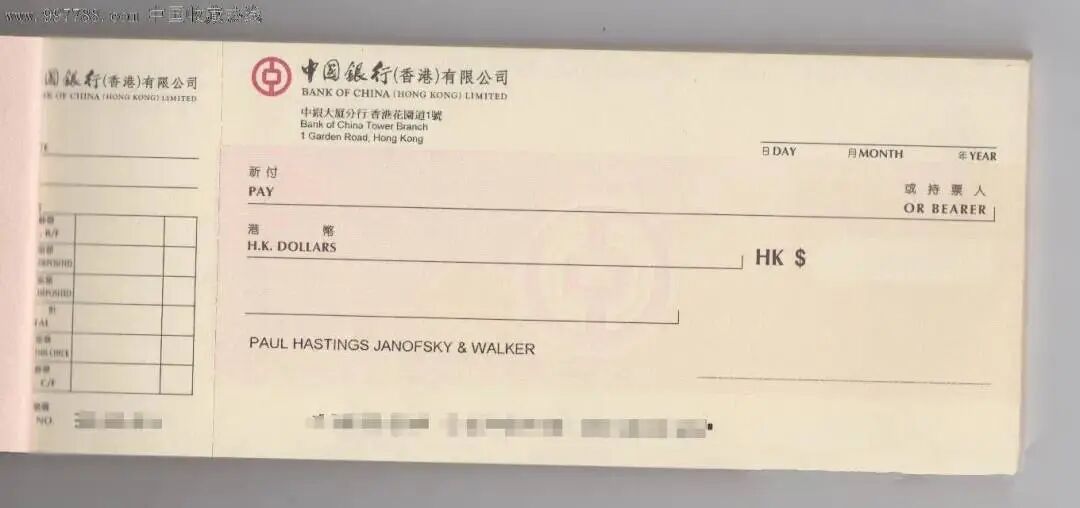 www.997788.com 中国收藏热线
國銀行(香港)有限公司
OF CHINA (HONG KONG) LIMITED
中國銀行(香港)有限公司
BANK OF CHINA (HONG KONG) LIMITED
中銀大廈分行 香港花園道1號
Bank of China Tower Branch
1 Garden Road, Hong Kong
日 DAY 月 MONTH 年 YEAR
祈付
PAY
或持票人
OR BEARER
港幣
H.K. DOLLARS
HK $
PAUL HASTINGS JANOFSKY & WALKER
B/F
計
C/F
NO.